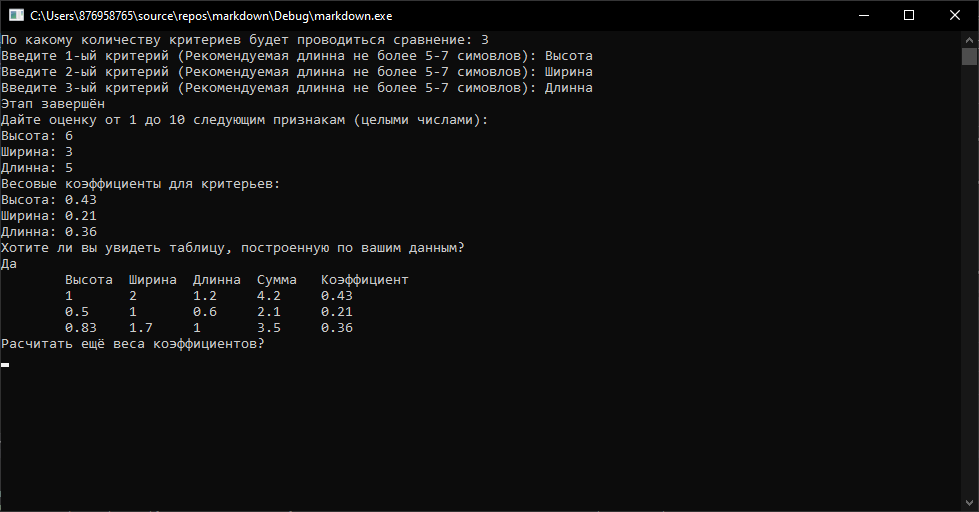 C:\Users\876958765\source\repos\markdown\Debug\markdown.exe
По какому количеству критериев будет проводиться сравнение: 3
Введите 1-ый критерий (Рекомендуемая длинна не более 5-7 симовлов): Высота
Введите 2-ый критерий (Рекомендуемая длинна не более 5-7 симовлов): Ширина
Введите 3-ый критерий (Рекомендуемая длинна не более 5-7 симовлов): Длинна
Этап завершён
Дайте оценку от 1 до 10 следующим признакам (целыми числами):
Высота: 6
Ширина: 3
Длинна: 5
Весовые коэффициенты для критерьев:
Высота: 0.43
Ширина: 0.21
Длинна: 0.36
Хотите ли вы увидеть таблицу, построенную по вашим данным?
Да
Высота Ширина Длинна Сумма Коэффициент
1 2 1.2 4.2 0.43
0.5 1 0.6 2.1 0.21
0.83 1.7 1 3.5 0.36
Расчитать ещё веса коэффициентов?